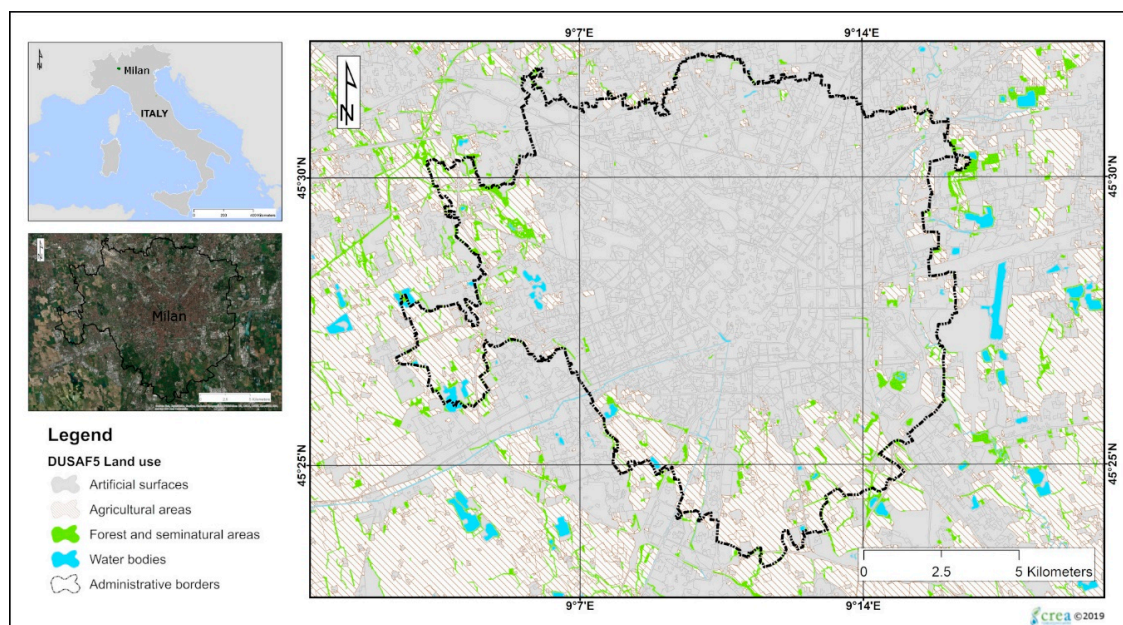 N
Milan
ITALY
N
Milan
Legend
DUSAF5 Land use
Artificial surfaces
Agricultural areas
Forest and seminatural areas
Water bodies
Administrative borders
9°7'E
9°14'E
N
45°30'N
45°30'N
45°25'N
45°25'N
0 2.5 5 Kilometers
9°7'E
9°14'E
crea ©2019